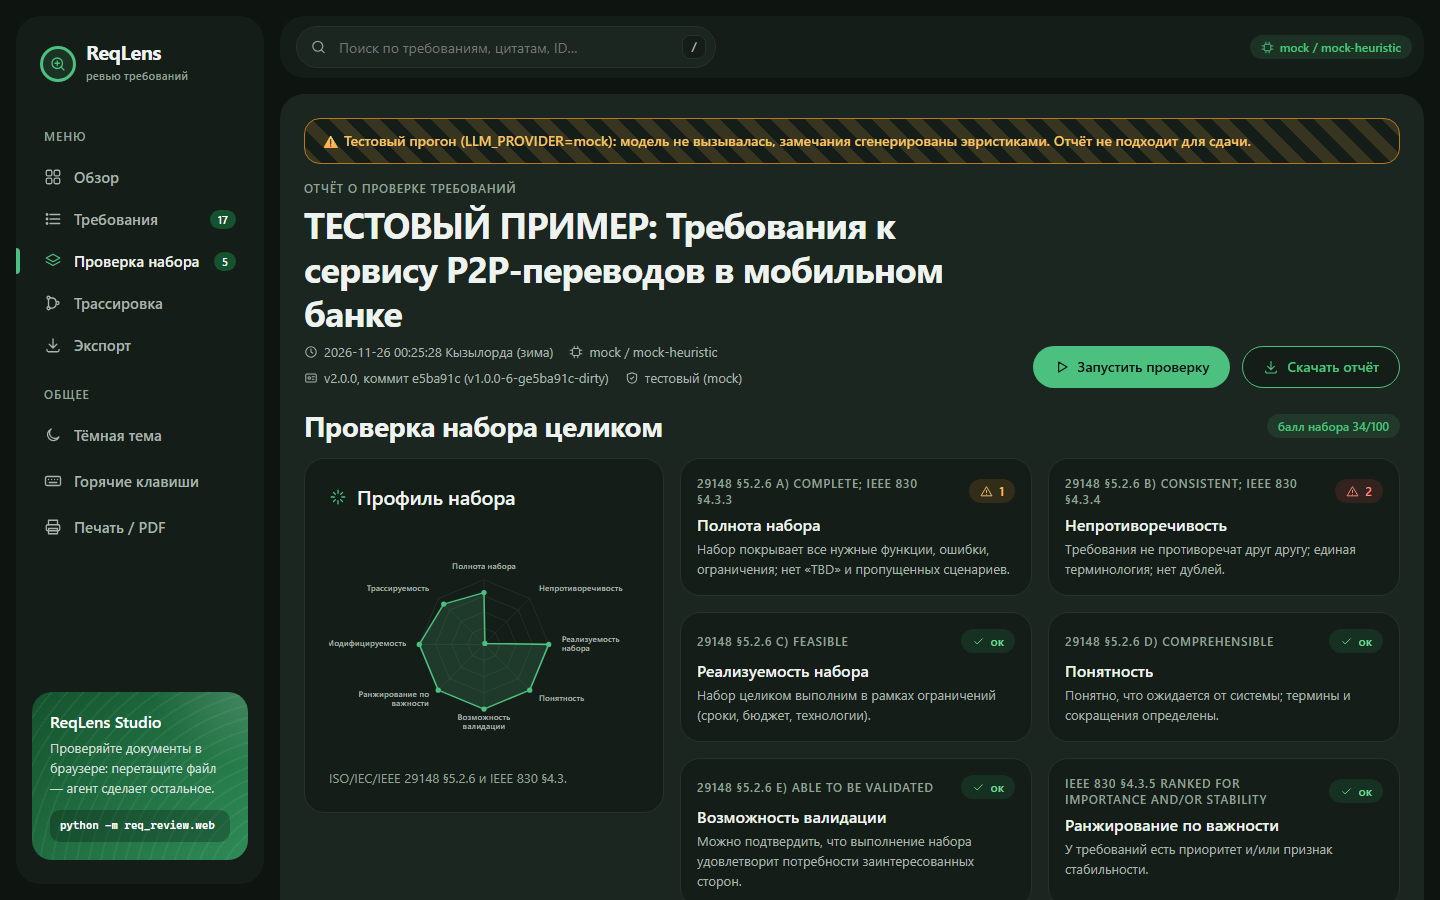 ReqLens
ревью требований
МЕНЮ
Обзор
Требования 17
Проверка набора 5
Трассировка
Экспорт
ОБЩЕЕ
Тёмная тема
Горячие клавиши
Печать / PDF
ReqLens Studio
Проверяйте документы в
браузере: перетащите файл
— агент сделает остальное.
python -m req_review.web
Поиск по требованиям, цитатам, ID...
/
mock / mock-heuristic
Тестовый прогон (LLM_PROVIDER=mock): модель не вызывалась, замечания сгенерированы эвристиками. Отчёт не подходит для сдачи.
ОТЧЁТ О ПРОВЕРКЕ ТРЕБОВАНИЙ
ТЕСТОВЫЙ ПРИМЕР: Требования к
сервису P2P-переводов в мобильном
банке
2026-11-26 00:25:28 Кызылорда (зима) mock / mock-heuristic
v2.0.0, коммит e5ba91c (v1.0.0-6-ge5ba91c-dirty) тестовый (mock)
Запустить проверку
Скачать отчёт
Проверка набора целиком
балл набора 34/100
Профиль набора
Полнота набора
Непротиворечивость
Реализуемость
набора
Понятность
Возможность
валидации
Ранжирование по
важности
Модифицируемость
Трассируемость
ISO/IEC/IEEE 29148 §5.2.6 и IEEE 830 §4.3.
29148 §5.2.6 A) COMPLETE; IEEE 830
§4.3.3
1
Полнота набора
Набор покрывает все нужные функции, ошибки,
ограничения; нет «TBD» и пропущенных сценариев.
29148 §5.2.6 B) CONSISTENT; IEEE 830
§4.3.4
2
Непротиворечивость
Требования не противоречат друг другу; единая
терминология; нет дублей.
29148 §5.2.6 C) FEASIBLE
ок
Реализуемость набора
Набор целиком выполним в рамках ограничений
(сроки, бюджет, технологии).
29148 §5.2.6 D) COMPREHENSIBLE
ок
Понятность
Понятно, что ожидается от системы; термины и
сокращения определены.
29148 §5.2.6 E) ABLE TO BE VALIDATED
ок
Возможность валидации
Можно подтвердить, что выполнение набора
удовлетворит потребности заинтересованных
сторон.
IEEE 830 §4.3.5 RANKED FOR
IMPORTANCE AND/OR STABILITY
ок
Ранжирование по важности
У требований есть приоритет и/или признак
стабильности.